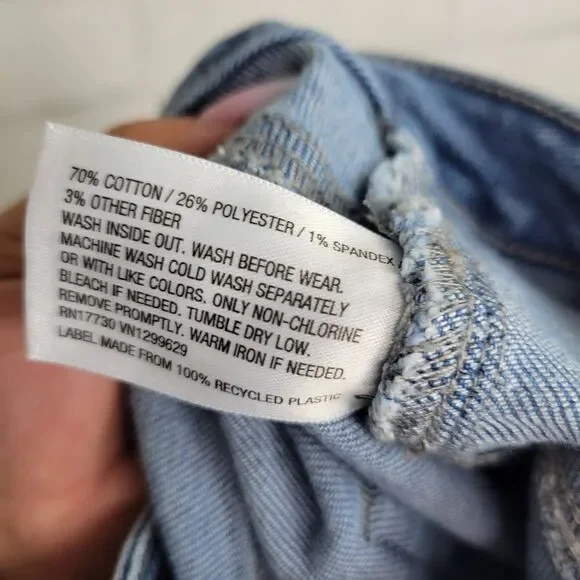 70% COTTON / 26% POLYESTER / 1% SPANDEX
3% OTHER FIBER
WASH INSIDE OUT. WASH BEFORE WEAR.
MACHINE WASH COLD WASH SEPARATELY
OR WITH LIKE COLORS. ONLY NON-CHLORINE
BLEACH IF NEEDED. TUMBLE DRY LOW.
REMOVE PROMPTLY. WARM IRON IF NEEDED.
RN17730 VN1299629
LABEL MADE FROM 100% RECYCLED PLASTIC